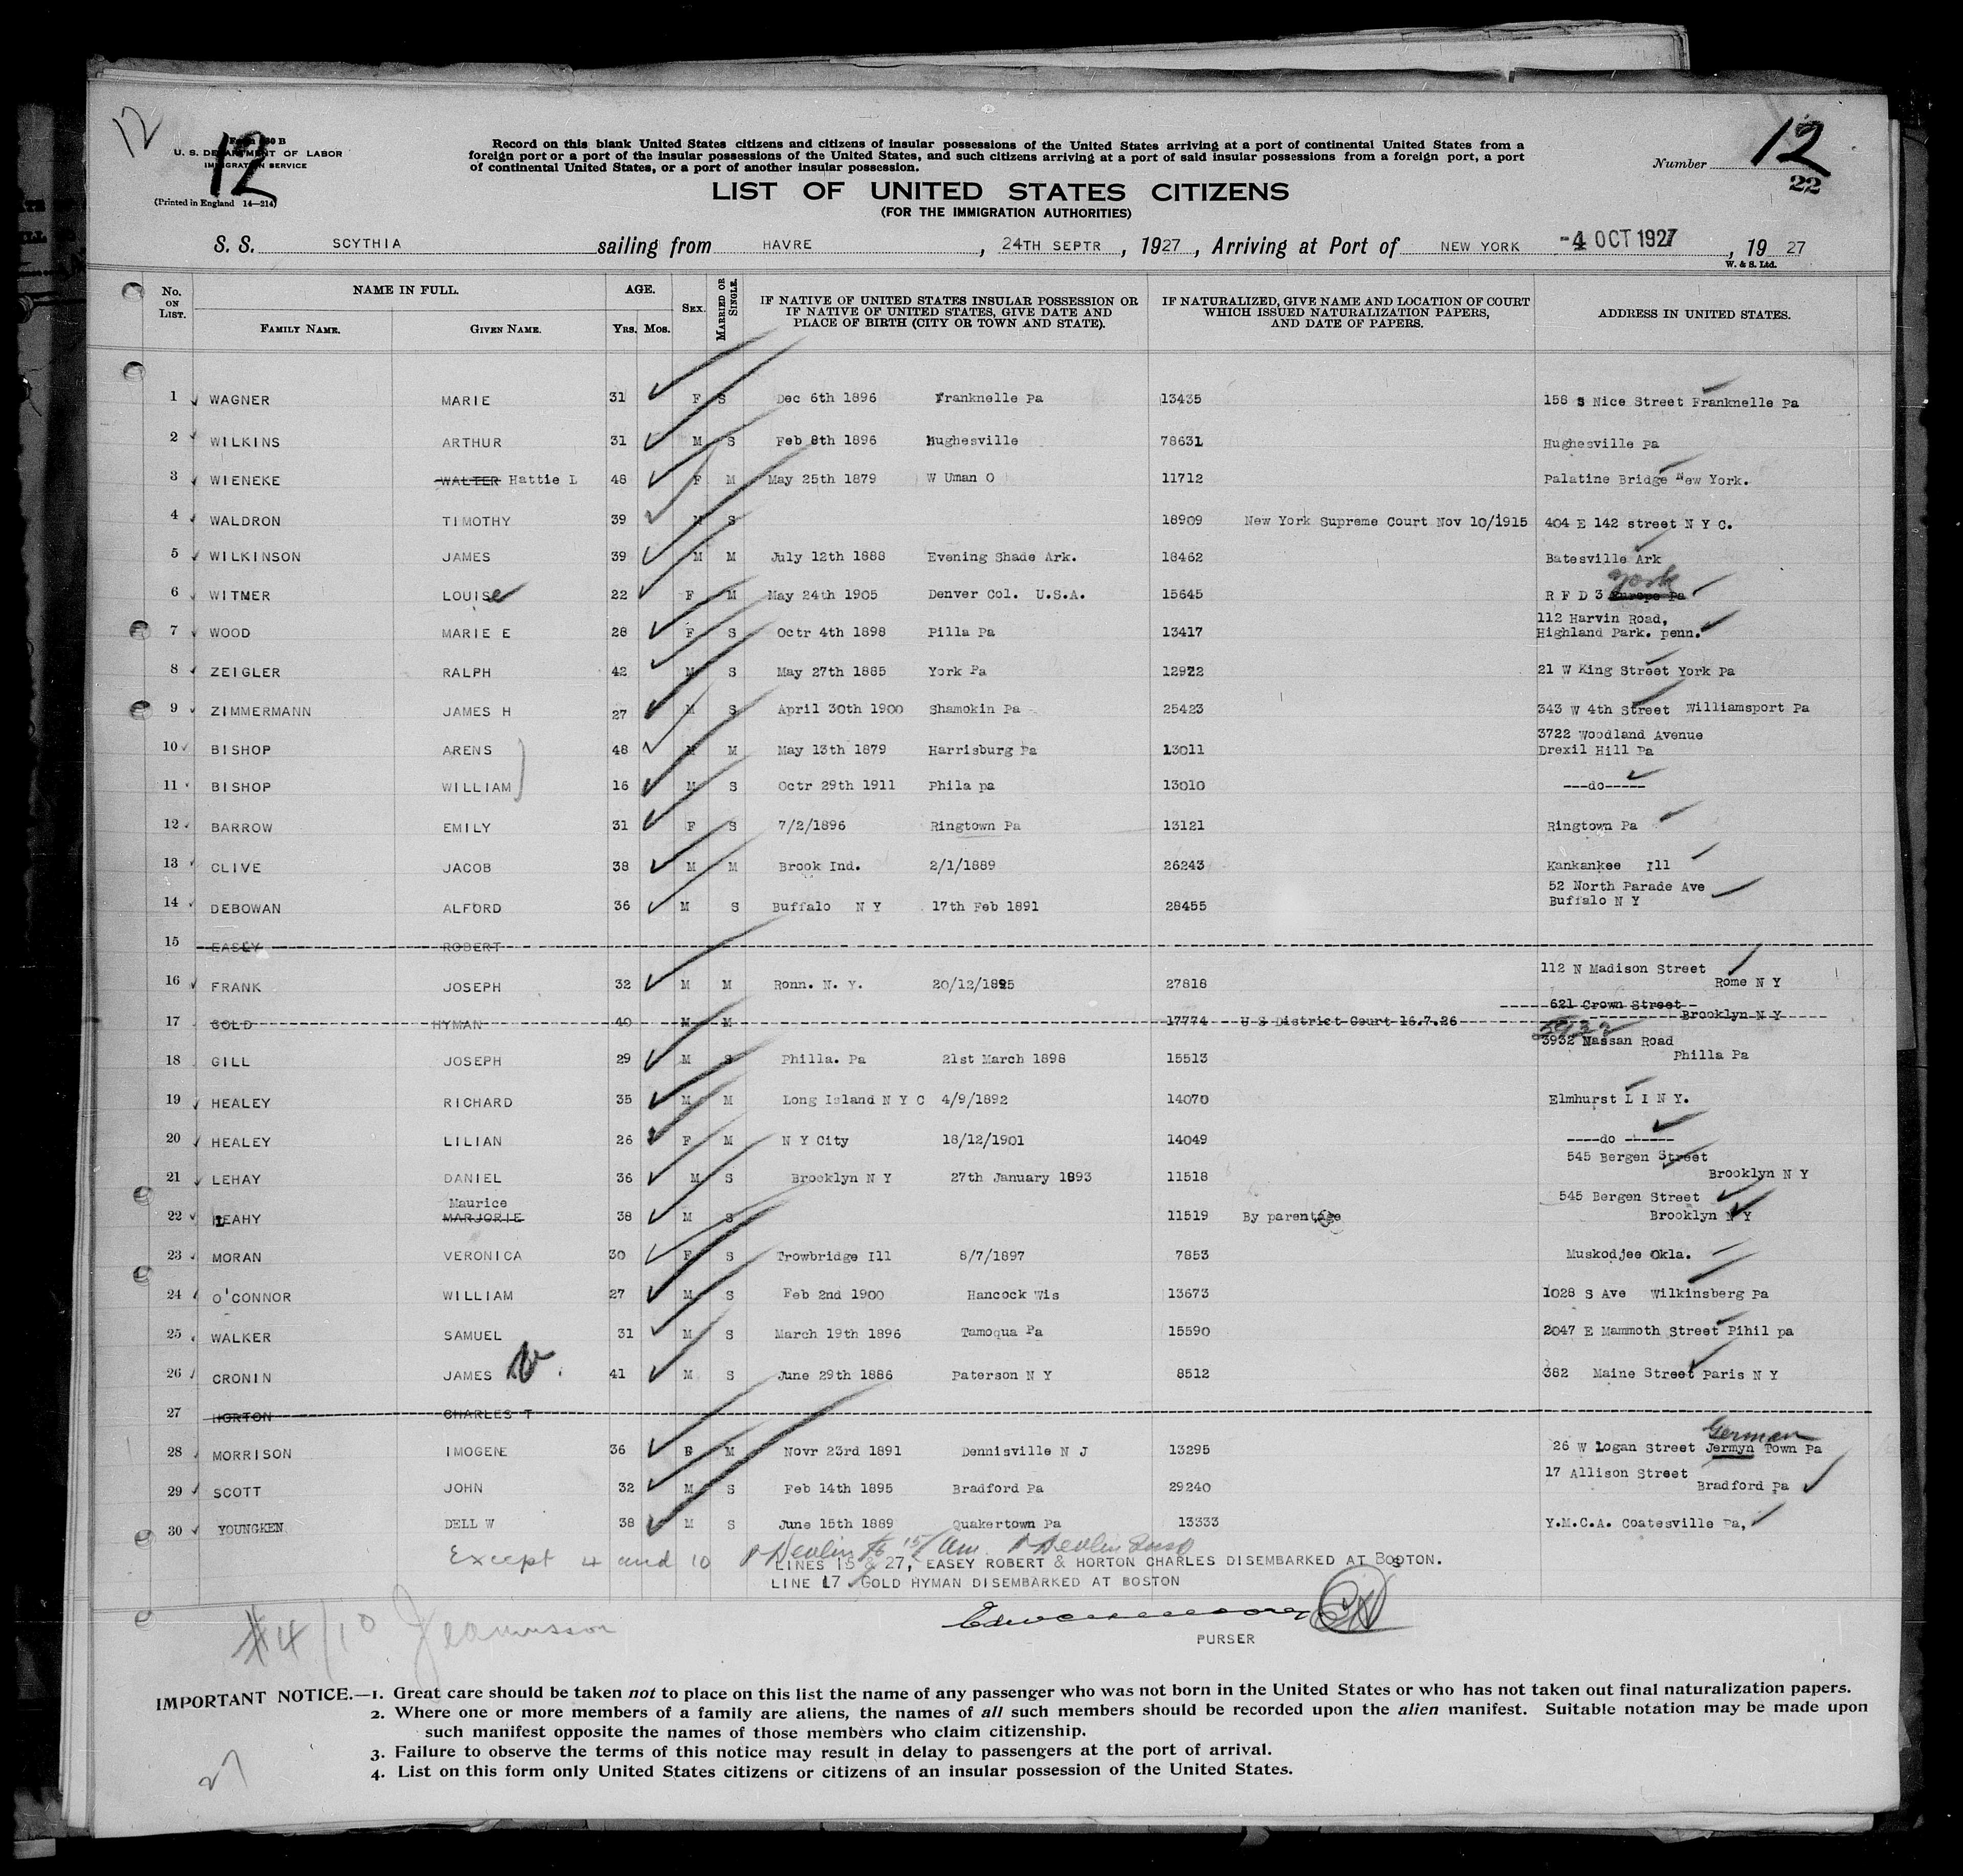 12
12
Form 630 B
U. S. DEPARTMENT OF LABOR
IMMIGRATION SERVICE
(Printed in England 14—214)
Record on this blank United States citizens and citizens of insular possessions of the United States arriving at a port of continental United States from a
foreign port or a port of the insular possessions of the United States, and such citizens arriving at a port of said insular possessions from a foreign port, a port
of continental United States, or a port of another insular possession.
Number 12
22
LIST OF UNITED STATES CITIZENS
(FOR THE IMMIGRATION AUTHORITIES)
S. S. SCYTHIA sailing from HAVRE, 24TH SEPTR, 1927, Arriving at Port of NEW YORK -4 OCT 1927, 19 27
W. & S. Ltd.
No. ON LIST. NAME IN FULL. AGE. SEX. MARRIED OR SINGLE. IF NATIVE OF UNITED STATES INSULAR POSSESSION OR IF NATIVE OF UNITED STATES, GIVE DATE AND PLACE OF BIRTH (CITY OR TOWN AND STATE). IF NATURALIZED, GIVE NAME AND LOCATION OF COURT WHICH ISSUED NATURALIZATION PAPERS, AND DATE OF PAPERS. ADDRESS IN UNITED STATES.
FAMILY NAME. GIVEN NAME. Yrs. Mos.
1 WAGNER MARIE 31 F S Dec 6th 1896 Franknelle Pa 13435 158 S Nice Street Franknelle Pa
2 WILKINS ARTHUR 31 M S Feb 8th 1896 Hughesville 78631 Hughesville Pa
3 WIENEKE WALTER Hattie L 48 F M May 25th 1879 W Uman O 11712 Palatine Bridge New York.
4 WALDRON TIMOTHY 39 M S 18909 New York Supreme Court Nov 10/1915 404 E 142 street N Y C.
5 WILKINSON JAMES 39 M M July 12th 1888 Evening Shade Ark. 18462 Batesville Ark
york
6 WITMER LOUISe 22 F M May 24th 1905 Denver Col. U.S.A. 15645 R F D 3 Europe Pa
112 Harvin Road,
7 WOOD MARIE E 28 F S Octr 4th 1898 Pilla Pa 13417 Highland Park. penn.
8 ZEIGLER RALPH 42 M S May 27th 1885 York Pa 12972 21 W King Street York Pa
9 ZIMMERMANN JAMES H 27 M S April 30th 1900 Shamokin Pa 25423 343 W 4th Street Williamsport Pa
3722 Woodland Avenue
10 BISHOP ARENS 48 M M May 13th 1879 Harrisburg Pa 13011 Drexil Hill Pa
11 BISHOP WILLIAM 16 M S Octr 29th 1911 Phila pa 13010 ---do-----
12 BARROW EMILY 31 F S 7/2/1896 Ringtown Pa 13121 Ringtown Pa
13 CLIVE JACOB 38 M M Brook Ind. 2/1/1889 26243 Kankankee Ill
52 North Parade Ave
14 DEBOWAN ALFORD 36 M S Buffalo N Y 17th Feb 1891 28455 Buffalo N Y
15 EASEY ROBERT
112 N Madison Street
16 FRANK JOSEPH 32 M M Ronn. N. Y. 20/12/1895 27818 Rome N Y
621 Crown Street
17 GOLD HYMAN 40 M M 17774 U S District Court 16.7.26 Brooklyn N Y
5932
3932 Nassan Road
18 GILL JOSEPH 29 M S Philla. Pa 21st March 1898 15513 Philla Pa
19 HEALEY RICHARD 35 M M Long Island N Y C 4/9/1892 14070 Elmhurst L I N Y.
20 HEALEY LILIAN 26 F M N Y City 18/12/1901 14049 ----do ------
545 Bergen Street
21 LEHAY DANIEL 36 M S Brooklyn N Y 27th January 1893 11518 Brooklyn N Y
Maurice 545 Bergen Street
22 LEAHY MARJORIE 38 M S 11519 By parentage Brooklyn N Y
23 MORAN VERONICA 30 F S Trowbridge Ill 8/7/1897 7853 Muskodjee Okla.
24 O'CONNOR WILLIAM 27 M S Feb 2nd 1900 Hancock Wis 13673 1028 S Ave Wilkinsberg Pa
25 WALKER SAMUEL 31 M S March 19th 1896 Tamoqua Pa 15590 2047 E Mammoth Street Pihil pa
26 CRONIN JAMES 41 M S June 29th 1886 Paterson N Y 8512 382 Maine Street Paris N Y
27 HORTON CHARLES T
German
28 MORRISON IMOGENE 36 F M Novr 23rd 1891 Dennisville N J 13295 26 W Logan Street Jermyn Town Pa
17 Allison Street
29 SCOTT JOHN 32 M S Feb 14th 1895 Bradford Pa 29240 Bradford Pa
30 YOUNGKEN DELL W 38 M S June 15th 1889 Quakertown Pa 13333 Y.M.C.A. Coatesville Pa,
Except 4 and 10
LINES 15 & 27, EASEY ROBERT & HORTON CHARLES DISEMBARKED AT BOSTON.
LINE 17 GOLD HYMAN DISEMBARKED AT BOSTON
#4/10
PURSER
IMPORTANT NOTICE.—1. Great care should be taken not to place on this list the name of any passenger who was not born in the United States or who has not taken out final naturalization papers.
2. Where one or more members of a family are aliens, the names of all such members should be recorded upon the alien manifest. Suitable notation may be made upon
such manifest opposite the names of those members who claim citizenship.
3. Failure to observe the terms of this notice may result in delay to passengers at the port of arrival.
4. List on this form only United States citizens or citizens of an insular possession of the United States.
27